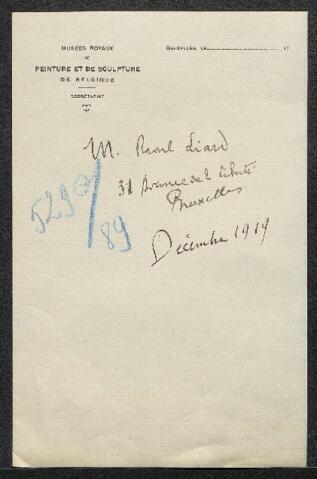 MUSÉES ROYAUX
DE
PEINTURE ET DE SCULPTURE
DE BELGIQUE
SECRÉTARIAT
BRUXELLES, LE
M. Raoul Liard
31 Avenue de la Liberté
Bruxelles
5290/89
Décembre 1919